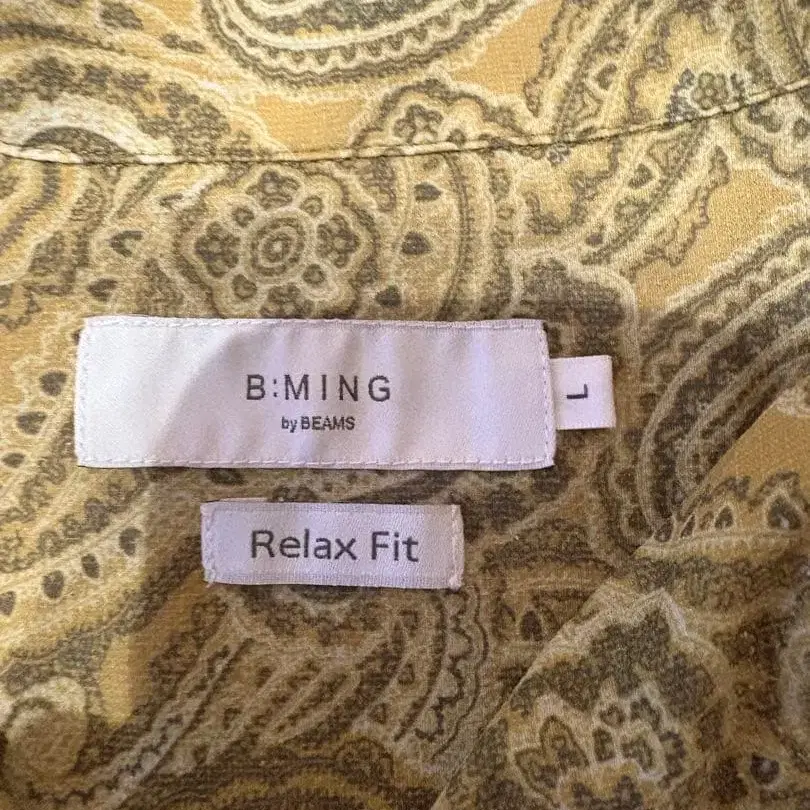 B:MING
by BEAMS
L
Relax Fit